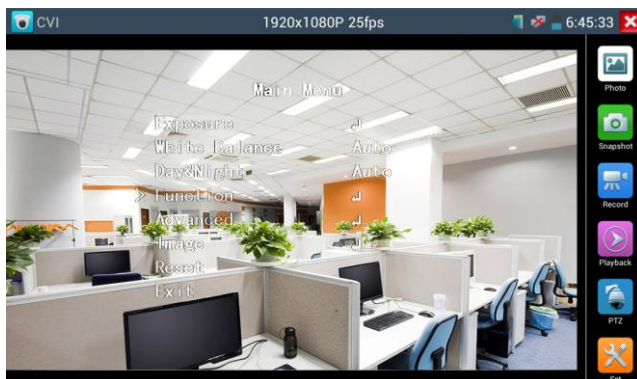 CVI 1920x1080P 25fps 6:45:33
Main Menu
Exposure
White Balance Auto
Day&Night Auto
> Function
Advanced
Image
Reset
Exit
Photo
Snapshot
Record
Playback
PTZ
Set